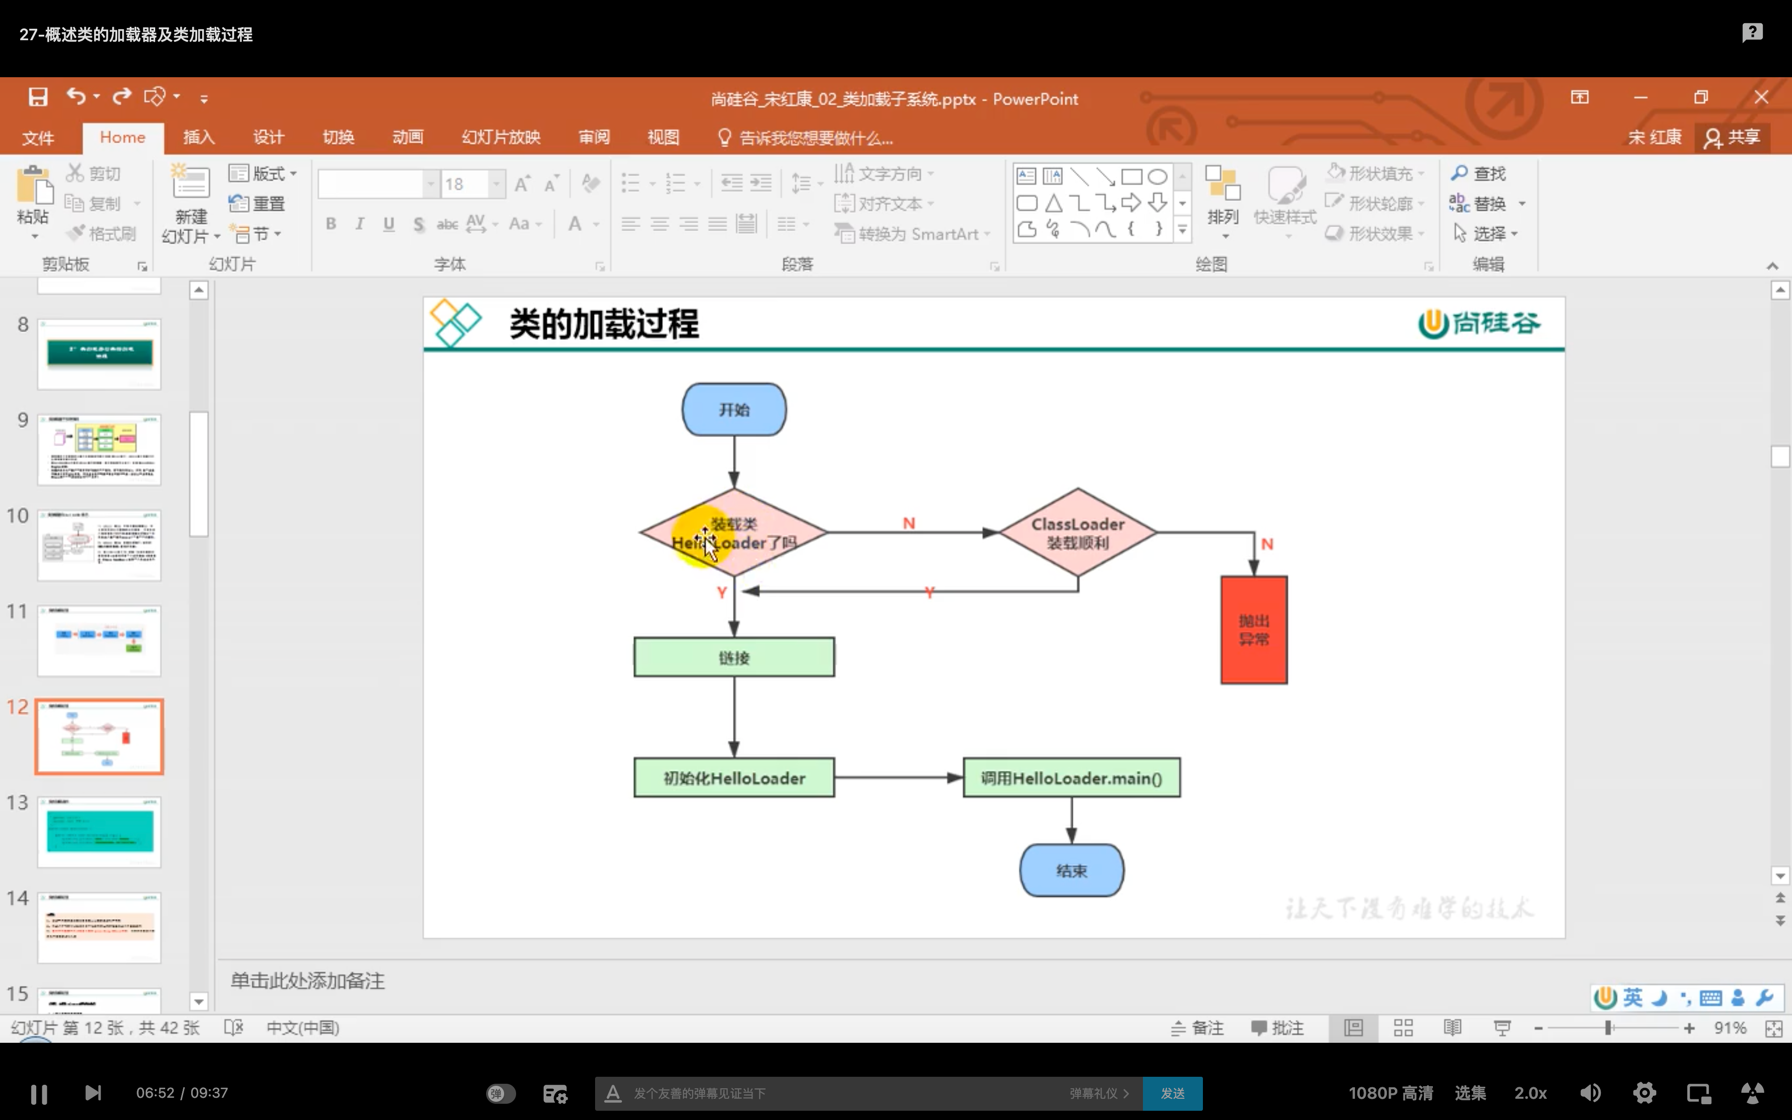 27-概述类的加载器及类加载过程
尚硅谷_宋红康_02_类加载子系统.pptx - PowerPoint
文件 Home 插入 设计 切换 动画 幻灯片放映 审阅 视图 告诉我您想要做什么... 宋 红康 共享
粘贴 剪切 复制 格式刷
新建 幻灯片 版式 重置 节
18
B I U S abc AV Aa A
文字方向
对齐文本
转换为 SmartArt
排列 快速样式
形状填充
形状轮廓
形状效果
查找
替换
选择
剪贴板 幻灯片 字体 段落 绘图 编辑
8
9
10
11
12
13
14
15
类的加载过程
尚硅谷
开始
装载类
HelloLoader了吗
N
ClassLoader
装载顺利
N
Y
Y
抛出
异常
链接
初始化HelloLoader
调用HelloLoader.main()
结束
让天下没有难学的技术
单击此处添加备注
英
幻灯片 第 12 张，共 42 张 中文(中国) 备注 批注 91%
06:52 / 09:37 弹 发个友善的弹幕见证当下 弹幕礼仪 > 发送 1080P 高清 选集 2.0x